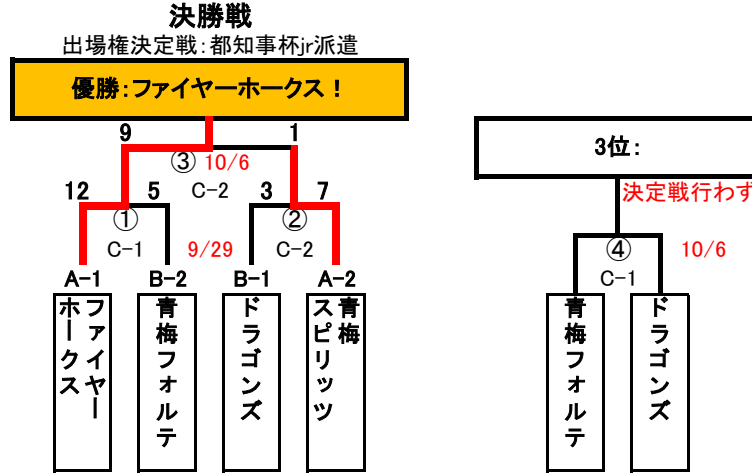 決勝戦
出場権決定戦：都知事杯jr派遣
優勝：ファイヤーホークス！
9 1
③ 10/6
C-2
12 5 3 7
① ②
C-1 9/29 C-2
A-1 B-2 B-1 A-2
ファイヤーホークス
青梅フォルテ
ドラゴンズ
青梅スピリッツ
3位：
決定戦行わず
④ 10/6
C-1
青梅フォルテ
ドラゴンズ